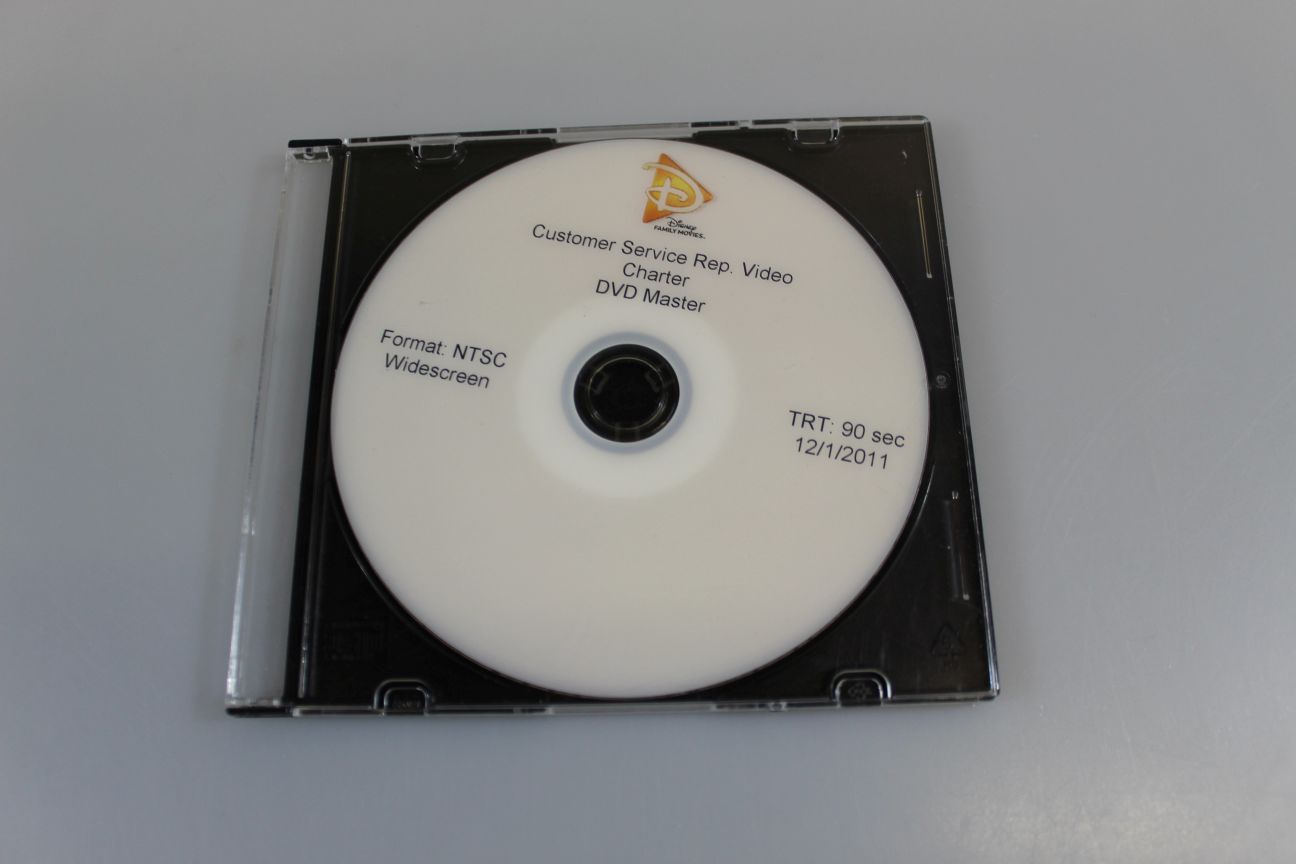 Disney
FAMILY MOVIES.
Customer Service Rep. Video
Charter
DVD Master
Format: NTSC
Widescreen
TRT: 90 sec
12/1/2011